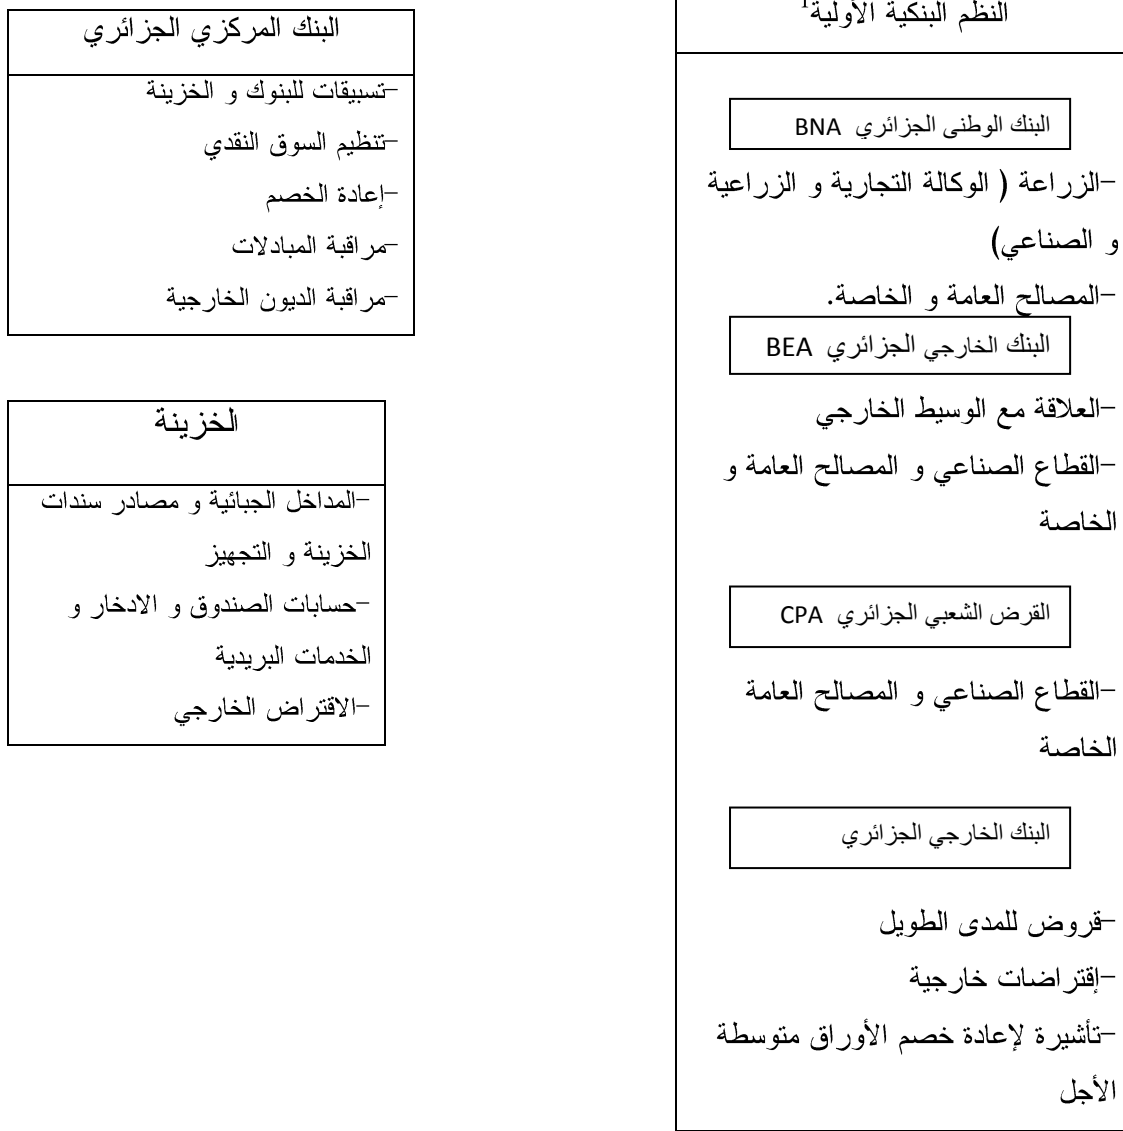 النظم البنكية الأولية1
البنك الوطني الجزائري BNA
-الزراعة ( الوكالة التجارية و الزراعية
و الصناعي)
-المصالح العامة و الخاصة.
البنك الخارجي الجزائري BEA
-العلاقة مع الوسيط الخارجي
-القطاع الصناعي و المصالح العامة و
الخاصة
القرض الشعبي الجزائري CPA
-القطاع الصناعي و المصالح العامة
الخاصة
البنك الخارجي الجزائري
-قروض للمدى الطويل
-إقتراضات خارجية
-تأشيرة لإعادة خصم الأوراق متوسطة
الأجل
البنك المركزي الجزائري
-تسبيقات للبنوك و الخزينة
-تنظيم السوق النقدي
-إعادة الخصم
-مراقبة المبادلات
-مراقبة الديون الخارجية
الخزينة
-المداخل الجبائية و مصادر سندات
الخزينة و التجهيز
-حسابات الصندوق و الادخار و
الخدمات البريدية
-الاقتراض الخارجي